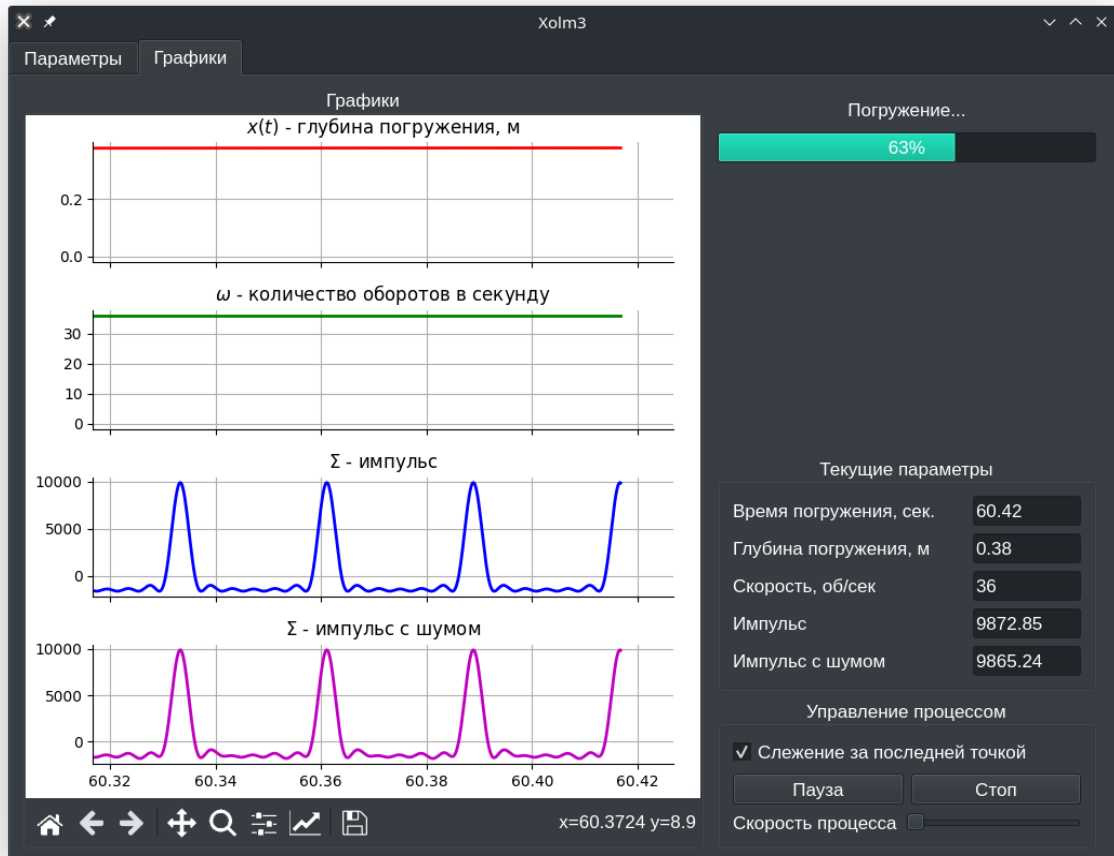 Xolm3
Параметры
Графики
Графики
x(t) - глубина погружения, м
0.2
0.0
ω - количество оборотов в секунду
30
20
10
0
Σ - импульс
10000
5000
0
Σ - импульс с шумом
10000
5000
0
60.32 60.34 60.36 60.38 60.40 60.42
x=60.3724 y=8.9
Погружение...
63%
Текущие параметры
Время погружения, сек. 60.42
Глубина погружения, м 0.38
Скорость, об/сек 36
Импульс 9872.85
Импульс с шумом 9865.24
Управление процессом
Слежение за последней точкой
Пауза Стоп
Скорость процесса